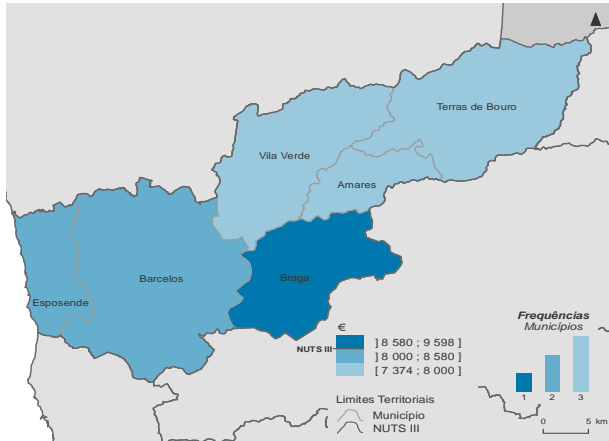 Terras de Bouro
Vila Verde
Amares
Barcelos
Braga
Esposende
€
]8 580 ; 9 598 ]
NUTS III
]8 000 ; 8 580 ]
[ 7 374 ; 8 000 ]
Limites Territoriais
Município
NUTS III
Frequências
Municípios
1 2 3
0 5 km